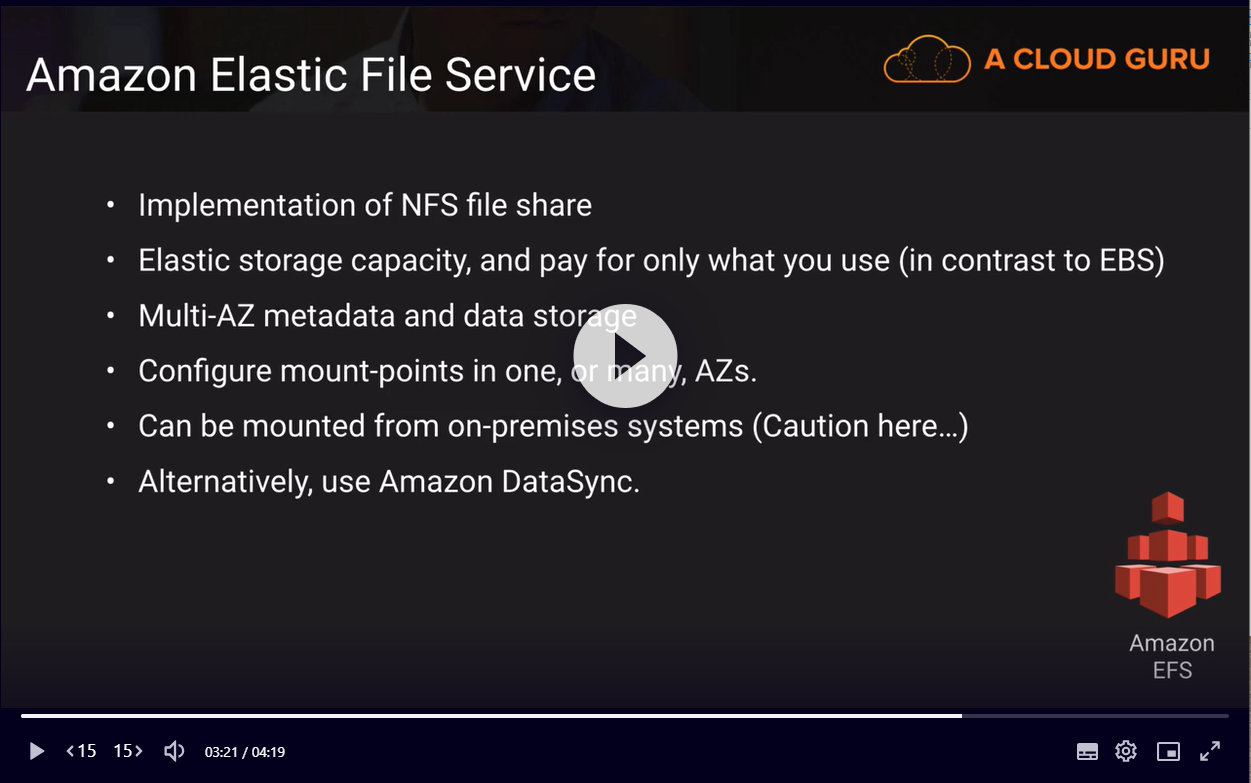 Amazon Elastic File Service
A CLOUD GURU
• Implementation of NFS file share
• Elastic storage capacity, and pay for only what you use (in contrast to EBS)
• Multi-AZ metadata and data storage
• Configure mount-points in one, or many, AZs.
• Can be mounted from on-premises systems (Caution here…)
• Alternatively, use Amazon DataSync.
Amazon
EFS
<15 15> 03:21 / 04:19